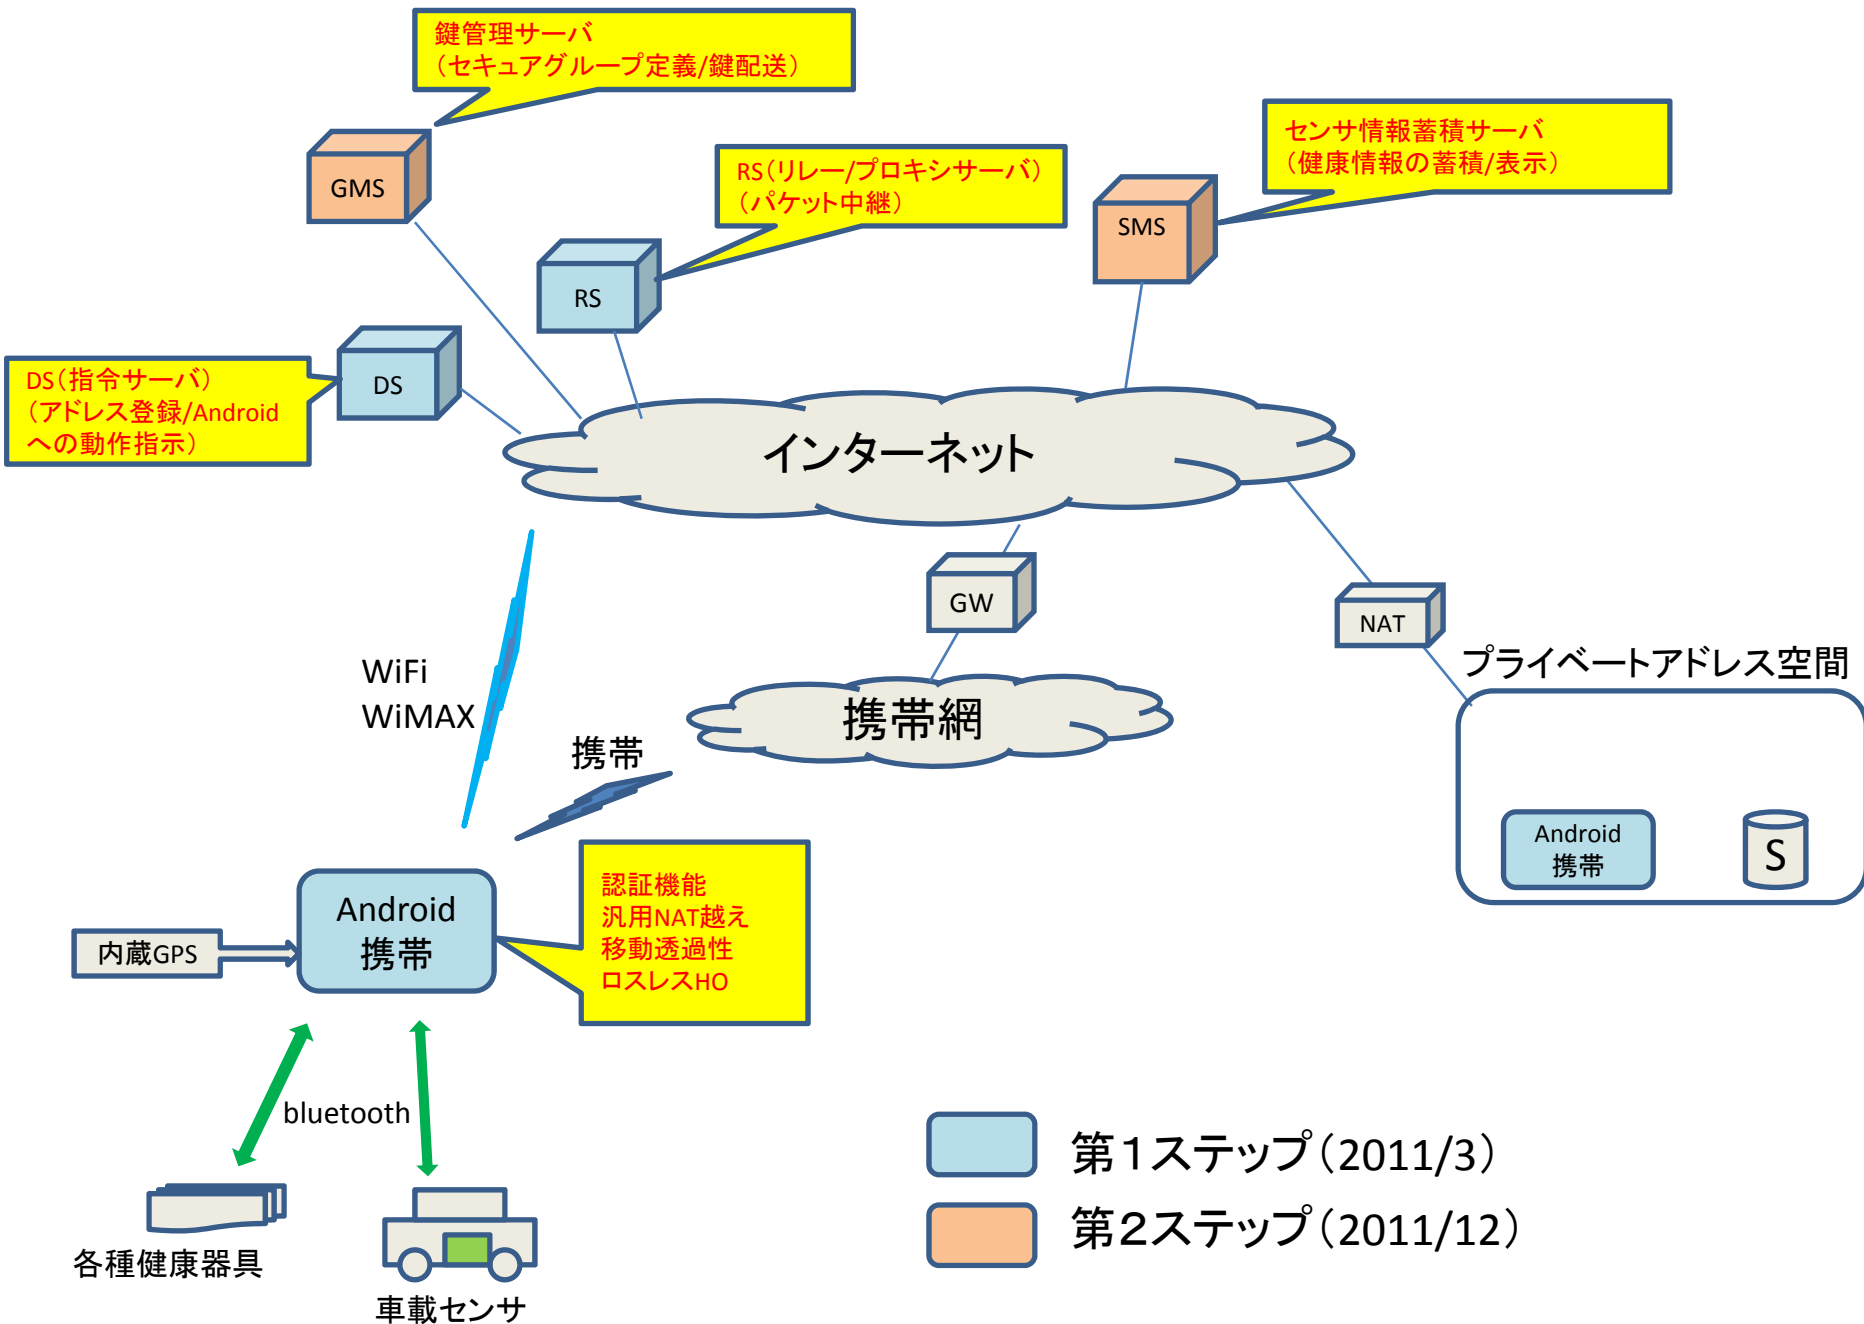 鍵管理サーバ
（セキュアグループ定義/鍵配送）
GMS
RS（リレー/プロキシサーバ）
（パケット中継）
RS
センサ情報蓄積サーバ
（健康情報の蓄積/表示）
SMS
DS（指令サーバ）
（アドレス登録/Android
への動作指示）
DS
インターネット
GW
NAT
WiFi
WiMAX
携帯
携帯網
プライベートアドレス空間
Android
携帯
S
Android
携帯
内蔵GPS
認証機能
汎用NAT越え
移動透過性
ロスレスHO
bluetooth
各種健康器具
車載センサ
第１ステップ（2011/3）
第２ステップ（2011/12）